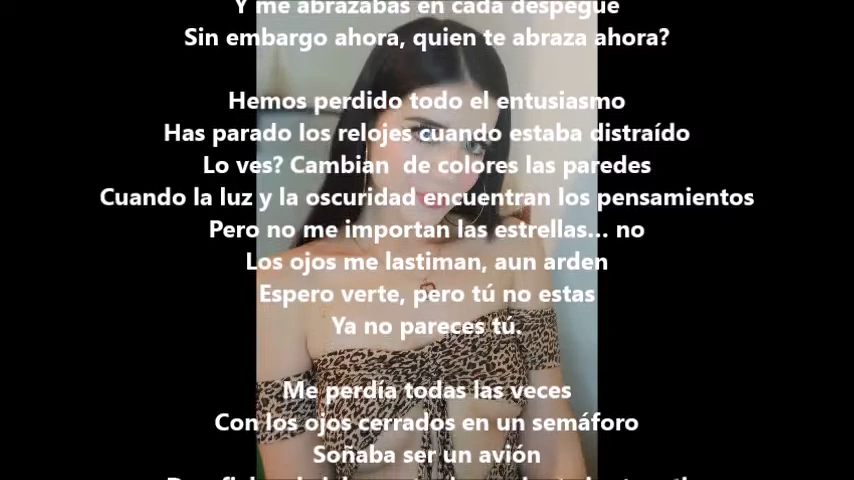 Y me abrazabas en cada despegue
Sin embargo ahora, quien te abraza ahora?
Hemos perdido todo el entusiasmo
Has parado los relojes cuando estaba distraído
Lo ves? Cambian de colores las paredes
Cuando la luz y la oscuridad encuentran los pensamientos
Pero no me importan las estrellas... no
Los ojos me lastiman, aun arden
Espero verte, pero tú no estas
Ya no pareces tú.
Me perdía todas las veces
Con los ojos cerrados en un semáforo
Soñaba ser un avión